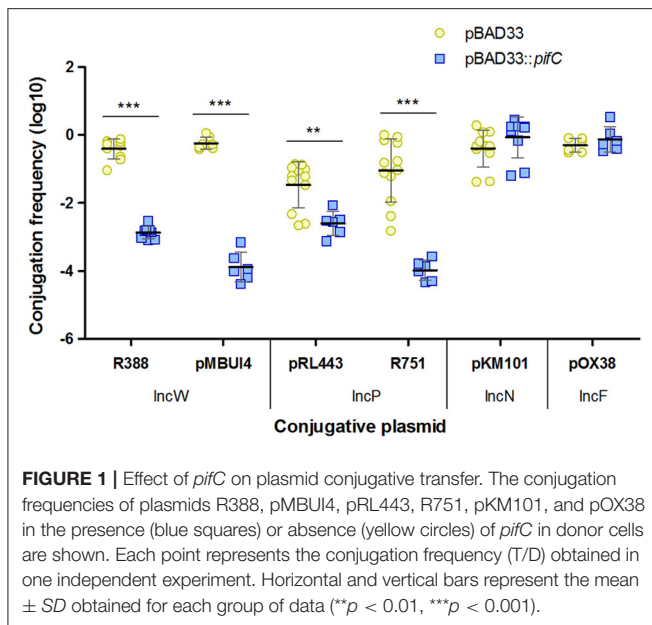 pBAD33
pBAD33::pifC
Conjugation frequency (log10)
2
0
-2
-4
-6
***
***
**
***
R388
pMBUI4
pRL443
R751
pKM101
pOX38
IncW
IncP
IncN
IncF
Conjugative plasmid
FIGURE 1 | Effect of pifC on plasmid conjugative transfer. The conjugation
frequencies of plasmids R388, pMBUI4, pRL443, R751, pKM101, and pOX38
in the presence (blue squares) or absence (yellow circles) of pifC in donor cells
are shown. Each point represents the conjugation frequency (T/D) obtained in
one independent experiment. Horizontal and vertical bars represent the mean
± SD obtained for each group of data (**p < 0.01, ***p < 0.001).